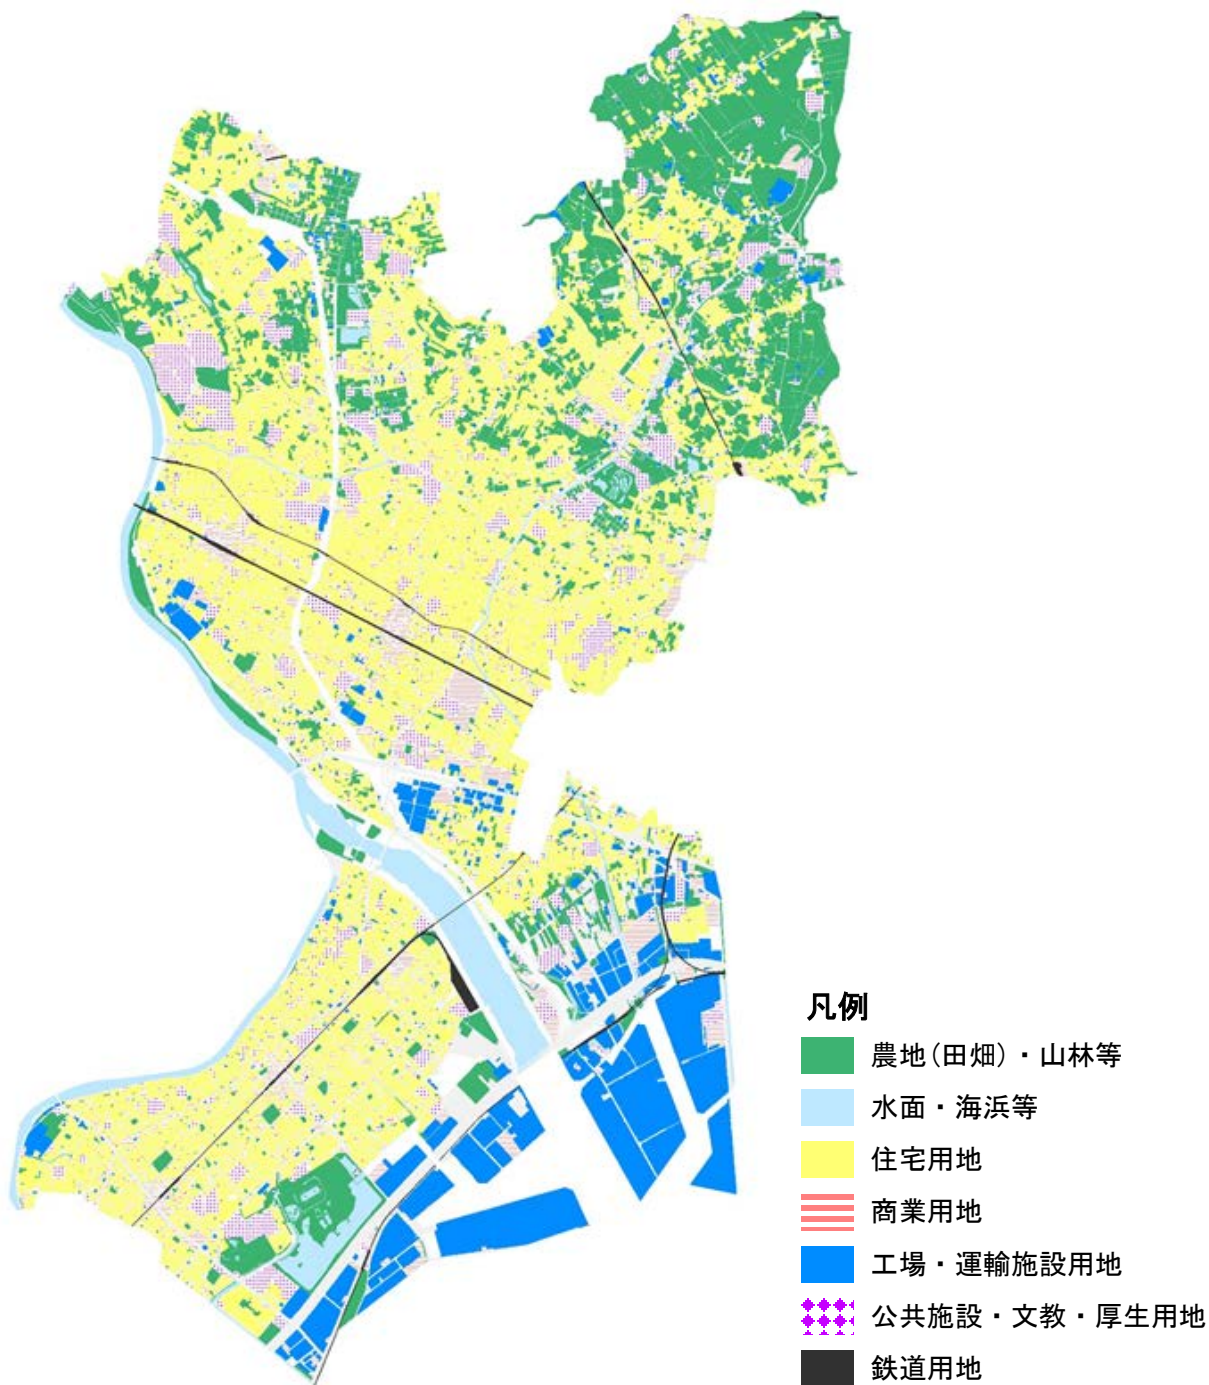 凡例
農地(田畑)・山林等
水面・海浜等
住宅用地
商業用地
工場・運輸施設用地
公共施設・文教・厚生用地
鉄道用地